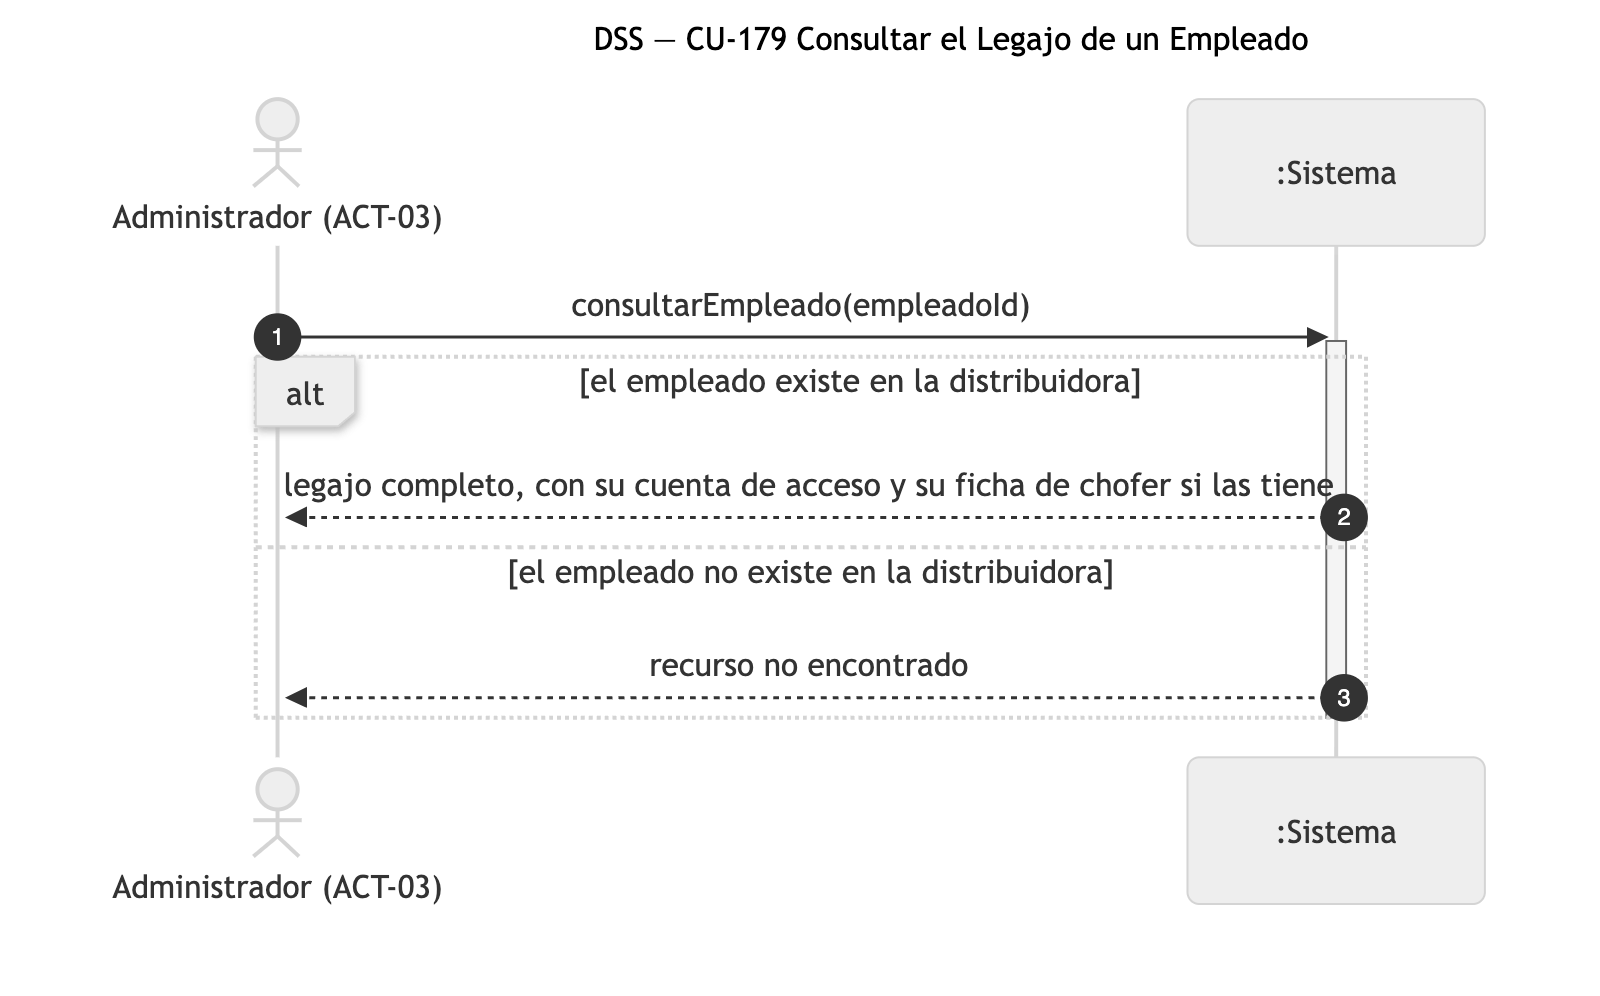 DSS — CU-179 Consultar el Legajo de un Empleado
Administrador (ACT-03)
:Sistema
consultarEmpleado(empleadoId)
1
alt
[el empleado existe en la distribuidora]
legajo completo, con su cuenta de acceso y su ficha de chofer si las tiene
2
[el empleado no existe en la distribuidora]
recurso no encontrado
3
Administrador (ACT-03)
:Sistema